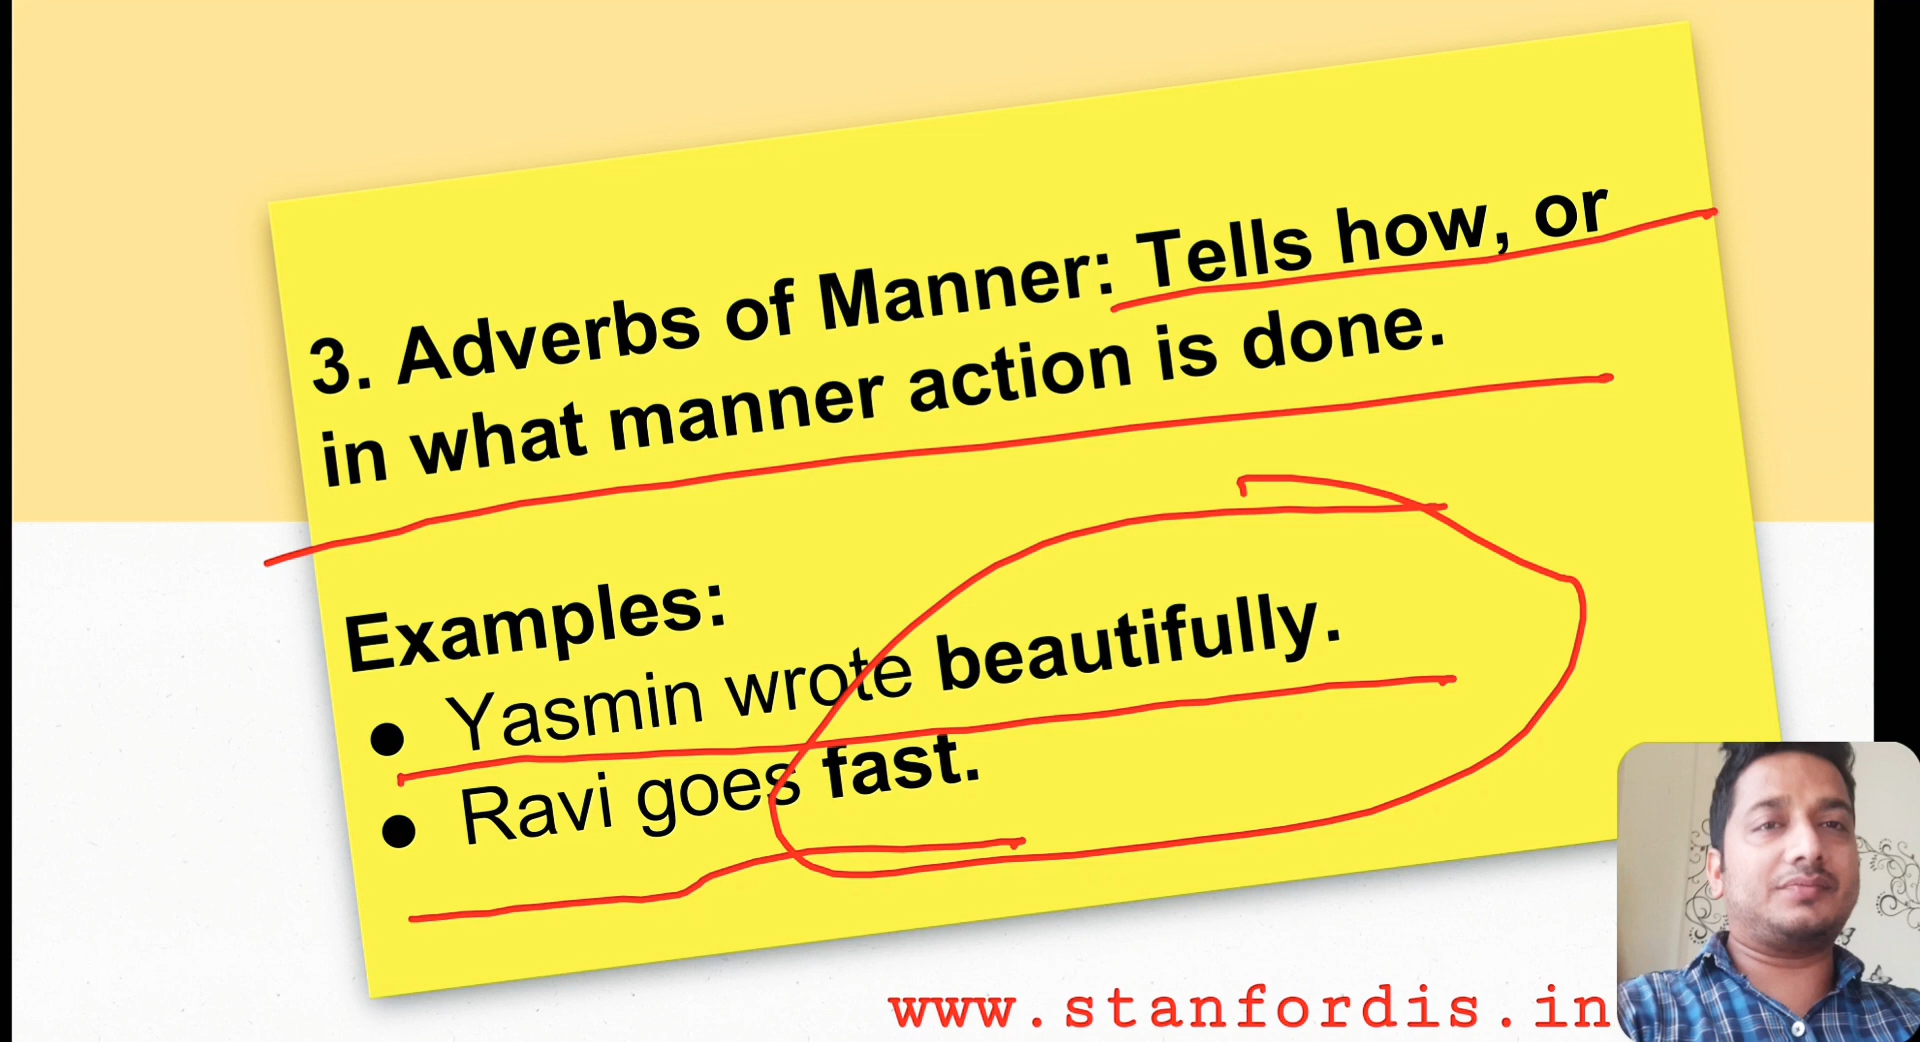 3. Adverbs of Manner: Tells how, or
in what manner action is done.
Examples:
● Yasmin wrote beautifully.
● Ravi goes fast.
www.stanfordis.in